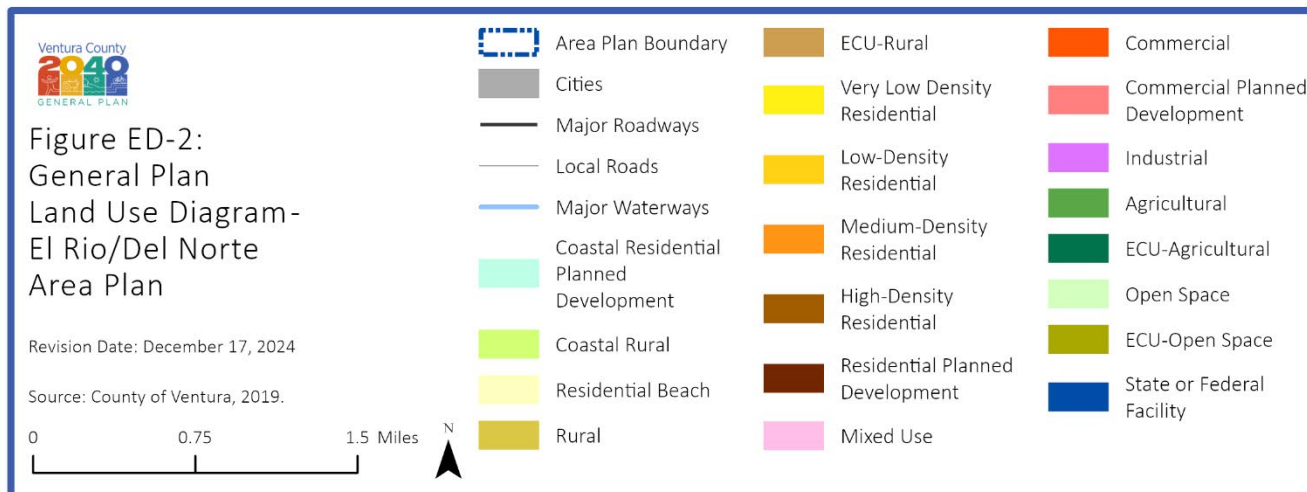 Ventura County
2040
GENERAL PLAN
Figure ED-2:
General Plan
Land Use Diagram-
El Rio/Del Norte
Area Plan
Revision Date: December 17, 2024
Source: County of Ventura, 2019.
0 0.75 1.5 Miles
N
Area Plan Boundary
Cities
Major Roadways
Local Roads
Major Waterways
Coastal Residential
Planned
Development
Coastal Rural
Residential Beach
Rural
ECU-Rural
Very Low Density
Residential
Low-Density
Residential
Medium-Density
Residential
High-Density
Residential
Residential Planned
Development
Mixed Use
Commercial
Commercial Planned
Development
Industrial
Agricultural
ECU-Agricultural
Open Space
ECU-Open Space
State or Federal
Facility